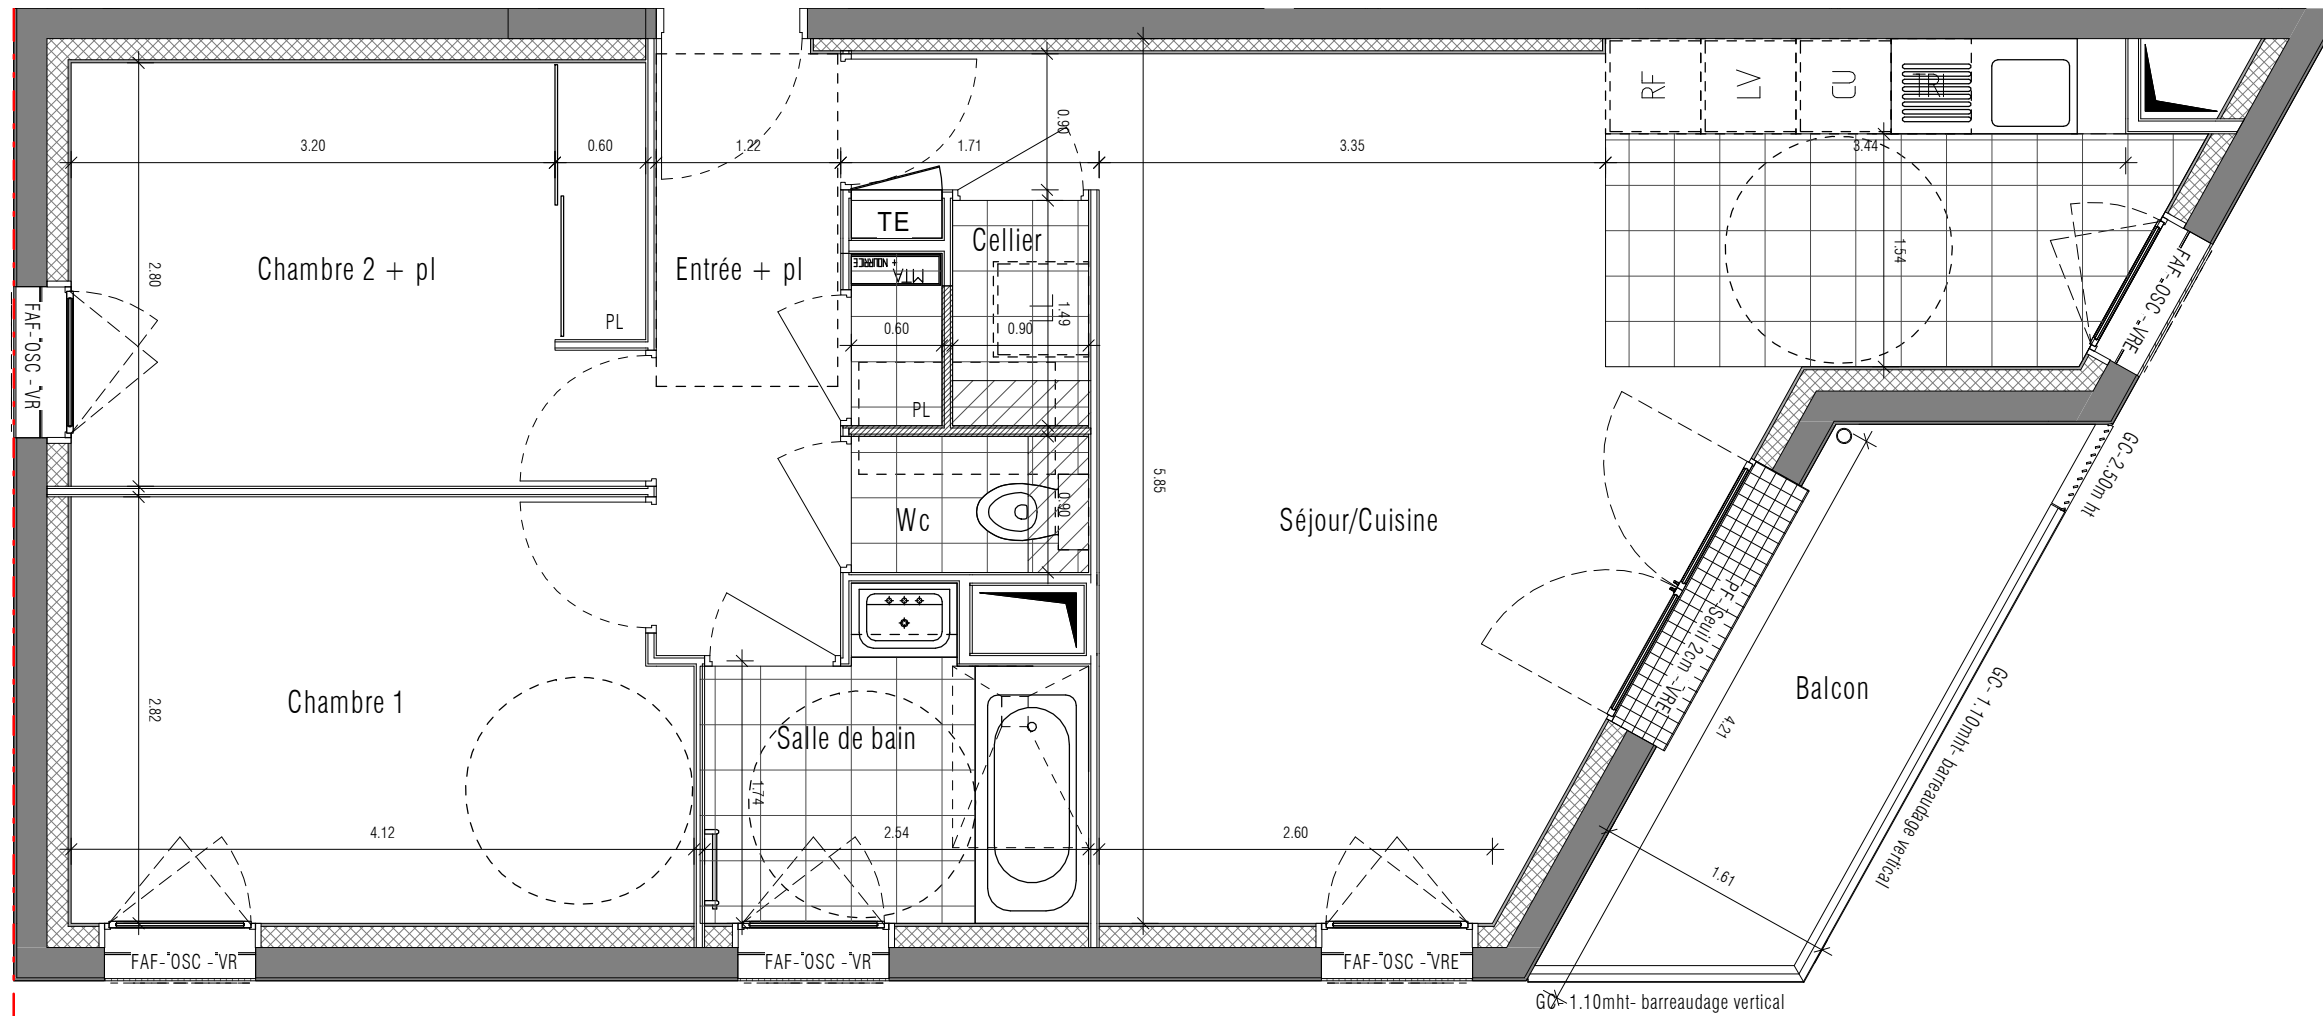 RF
LV
CU
TRI
0.90
3.20
0.60
1.22
1.71
3.35
3.44
TE
Cellier
Chambre 2 + pl
Entrée + pl
2.80
MTA
+ NOURRICE
1.54
FAF- OSC - VRE
FAF- OSC - VR
PL
0.60
0.90
LL
1.49
PL
GC-2.50m ht
5.85
Wc
0.90
Séjour/Cuisine
PF- Seuil 2cm - VRE
Chambre 1
2.82
Salle de bain
Balcon
4.21
GC- 1.10mht- barreaudage vertical
1.74
4.12
2.54
2.60
1.61
FAF- OSC - VR
FAF- OSC - VR
FAF- OSC - VRE
GC- 1.10mht- barreaudage vertical